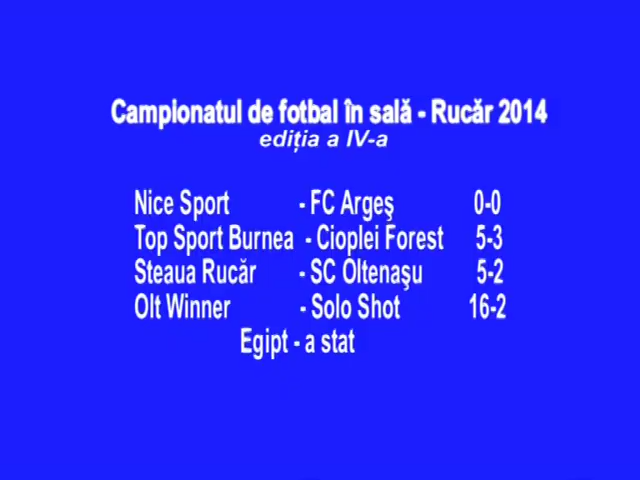 Campionatul de fotbal în sală - Rucăr 2014
ediția a IV-a
Nice Sport - FC Argeş 0-0
Top Sport Burnea - Cioplei Forest 5-3
Steaua Rucăr - SC Oltenaşu 5-2
Olt Winner - Solo Shot 16-2
Egipt - a stat